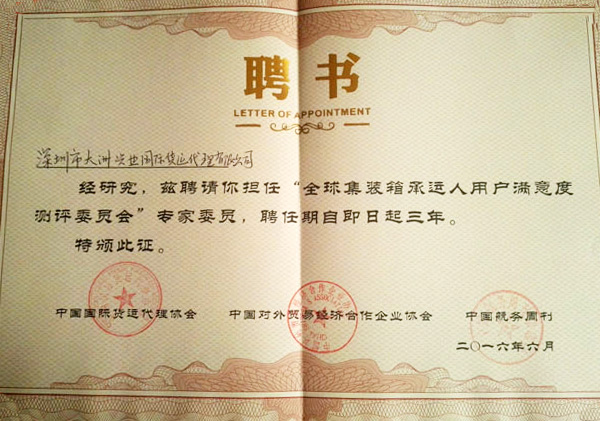 聘书
LETTER OF APPOINTMENT
深圳市大洲兴业国际货运代理有限公司
经研究，兹聘请你担任“全球集装箱承运人用户满意度
测评委员会”专家委员，聘任期自即日起三年。
特颁此证。
中国国际货运代理协会 中国对外贸易经济合作企业协会 中国航务周刊
二〇一六年六月